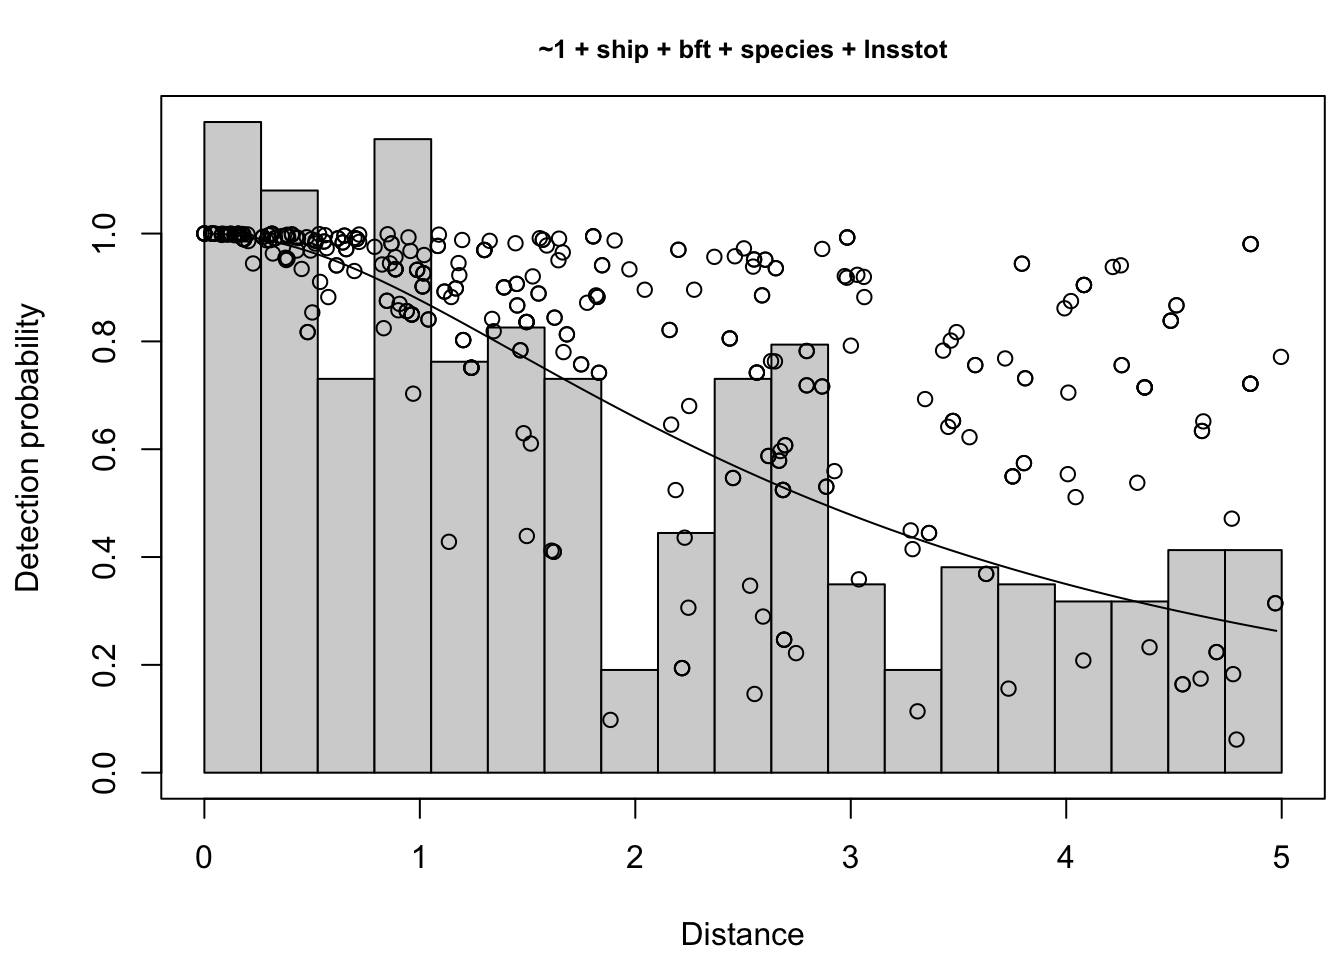 ~1 + ship + bft + species + lnsstot
Detection probability
1.0
0.8
0.6
0.4
0.2
0.0
0 1 2 3 4 5
Distance